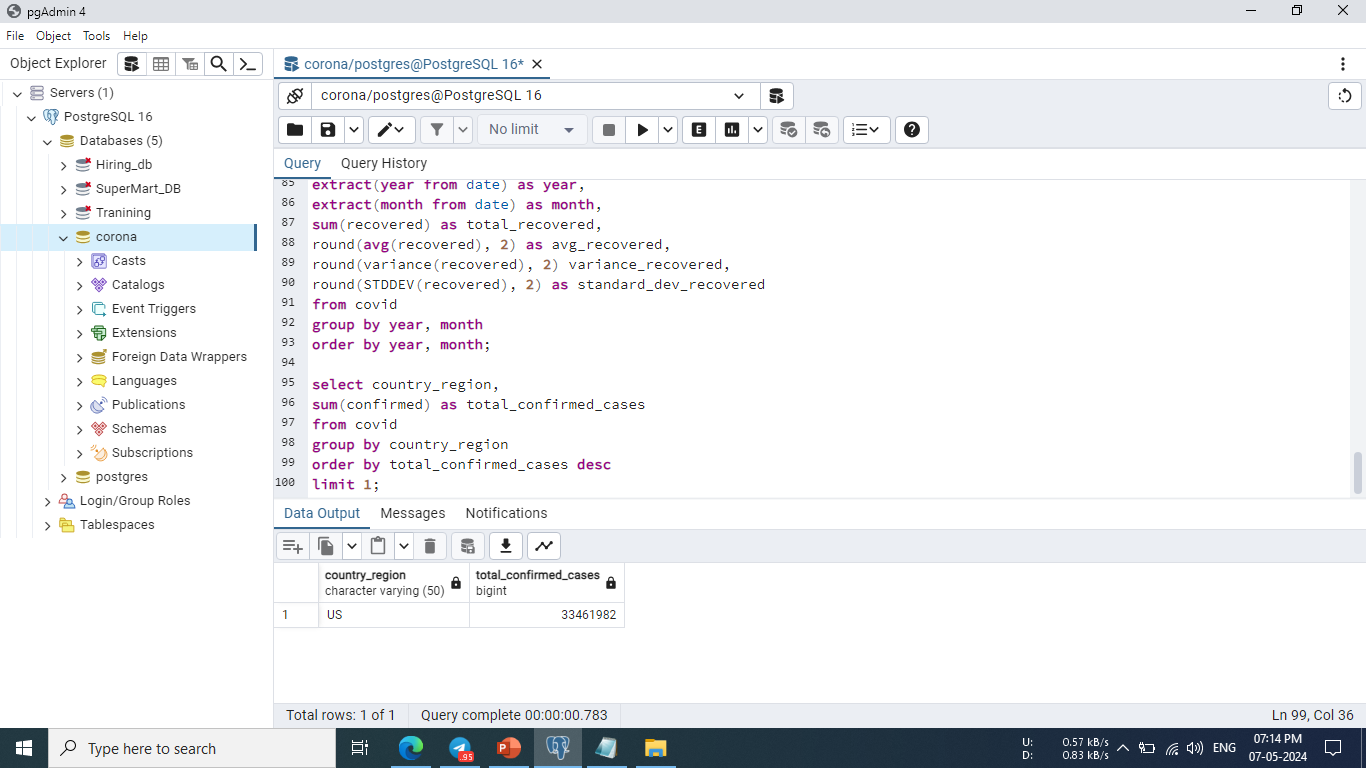 pgAdmin 4
File Object Tools Help
Object Explorer
corona/postgres@PostgreSQL 16*
Servers (1)
PostgreSQL 16
Databases (5)
Hiring_db
SuperMart_DB
Tranining
corona
Casts
Catalogs
Event Triggers
Extensions
Foreign Data Wrappers
Languages
Publications
Schemas
Subscriptions
postgres
Login/Group Roles
Tablespaces
corona/postgres@PostgreSQL 16
No limit
E
Query Query History
85 extract(year from date) as year,
86 extract(month from date) as month,
87 sum(recovered) as total_recovered,
88 round(avg(recovered), 2) as avg_recovered,
89 round(variance(recovered), 2) variance_recovered,
90 round(STDDEV(recovered), 2) as standard_dev_recovered
91 from covid
92 group by year, month
93 order by year, month;
94
95 select country_region,
96 sum(confirmed) as total_confirmed_cases
97 from covid
98 group by country_region
99 order by total_confirmed_cases desc
100 limit 1;
Data Output Messages Notifications
country_region total_confirmed_cases
character varying (50) bigint
1 US 33461982
Total rows: 1 of 1 Query complete 00:00:00.783 Ln 99, Col 36
Type here to search
95
U: 0.57 kB/s
D: 0.83 kB/s
ENG
07:14 PM
07-05-2024